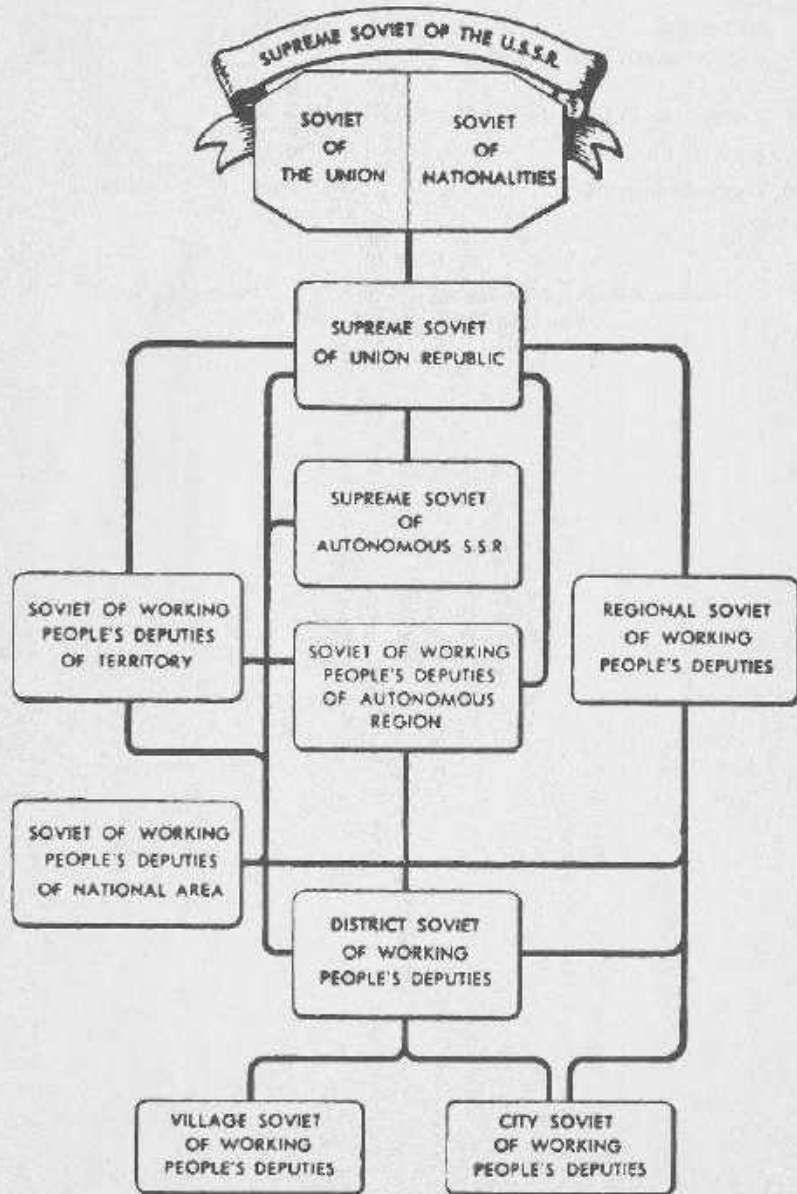 SUPREME SOVIET OF THE U.S.S.R.
SOVIET
OF
THE UNION
SOVIET
OF
NATIONALITIES
SUPREME SOVIET
OF UNION REPUBLIC
SUPREME SOVIET
OF
AUTONOMOUS S.S.R
SOVIET OF WORKING
PEOPLE'S DEPUTIES
OF TERRITORY
SOVIET OF WORKING
PEOPLE'S DEPUTIES
OF AUTONOMOUS
REGION
REGIONAL SOVIET
OF WORKING
PEOPLE'S DEPUTIES
SOVIET OF WORKING
PEOPLE'S DEPUTIES
OF NATIONAL AREA
DISTRICT SOVIET
OF WORKING
PEOPLE'S DEPUTIES
VILLAGE SOVIET
OF WORKING
PEOPLE'S DEPUTIES
CITY SOVIET
OF WORKING
PEOPLE'S DEPUTIES